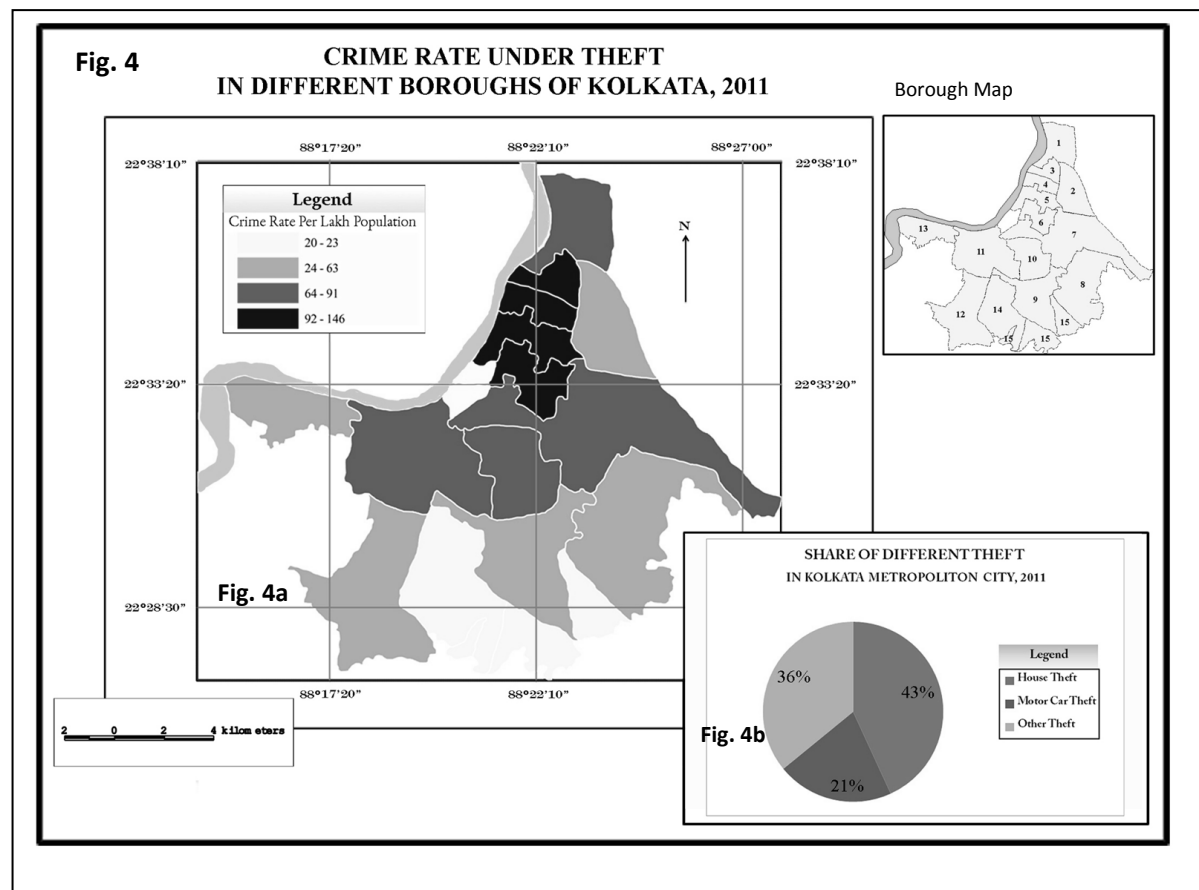 Fig. 4
CRIME RATE UNDER THEFT
IN DIFFERENT BOROUGHS OF KOLKATA, 2011
Borough Map
88°17'20"
88°22'10"
88°27'00"
22°38'10"
22°38'10"
Legend
Crime Rate Per Lakh Population
20 - 23
24 - 63
64 - 91
92 - 146
N
1
3
2
4
5
6
7
13
11
10
8
12
14
9
15
15
15
22°33'20"
22°33'20"
Fig. 4a
22°28'30"
88°17'20"
88°22'10"
2 0 2 4 kilom eters
SHARE OF DIFFERENT THEFT
IN KOLKATA METROPOLITON CITY, 2011
36%
43%
21%
Fig. 4b
Legend
House Theft
Motor Car Theft
Other Theft